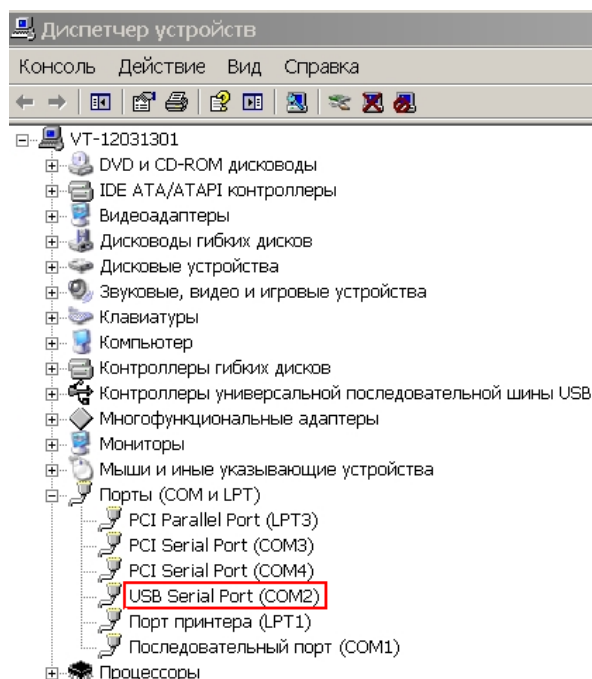 Диспетчер устройств
Консоль Действие Вид Справка
VT-12031301
DVD и CD-ROM дисководы
IDE ATA/ATAPI контроллеры
Видеоадаптеры
Дисководы гибких дисков
Дисковые устройства
Звуковые, видео и игровые устройства
Клавиатуры
Компьютер
Контроллеры гибких дисков
Контроллеры универсальной последовательной шины USB
Многофункциональные адаптеры
Мониторы
Мыши и иные указывающие устройства
Порты (COM и LPT)
PCI Parallel Port (LPT3)
PCI Serial Port (COM3)
PCI Serial Port (COM4)
USB Serial Port (COM2)
Порт принтера (LPT1)
Последовательный порт (COM1)
Процессоры